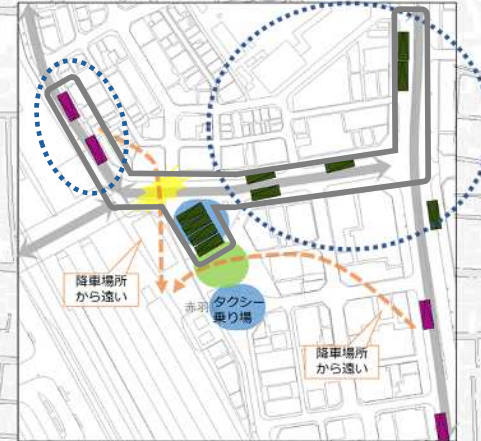 降車場所
から遠い
赤羽
タクシー
乗り場
降車場所
から遠い